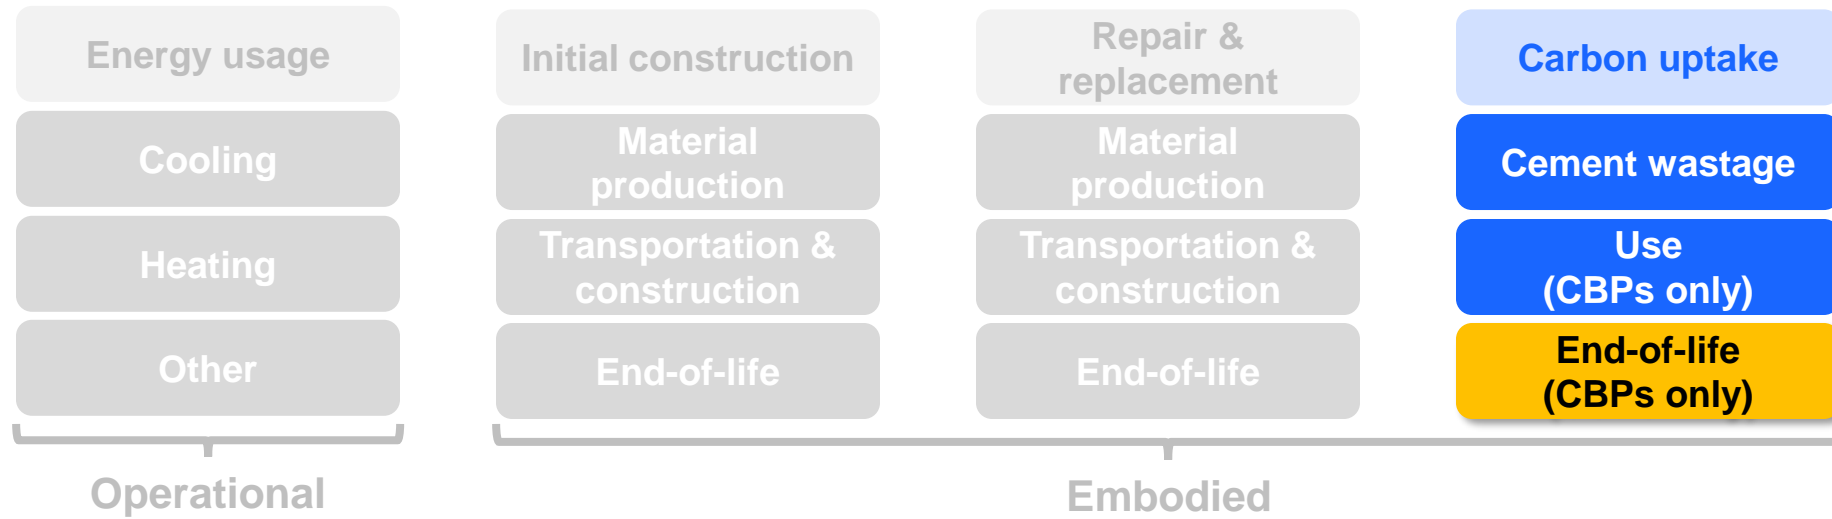 Energy usage
Cooling
Heating
Other
Operational
Initial construction
Material
production
Transportation &
construction
End-of-life
Repair &
replacement
Material
production
Transportation &
construction
End-of-life
Carbon uptake
Cement wastage
Use
(CBPs only)
End-of-life
(CBPs only)
Embodied